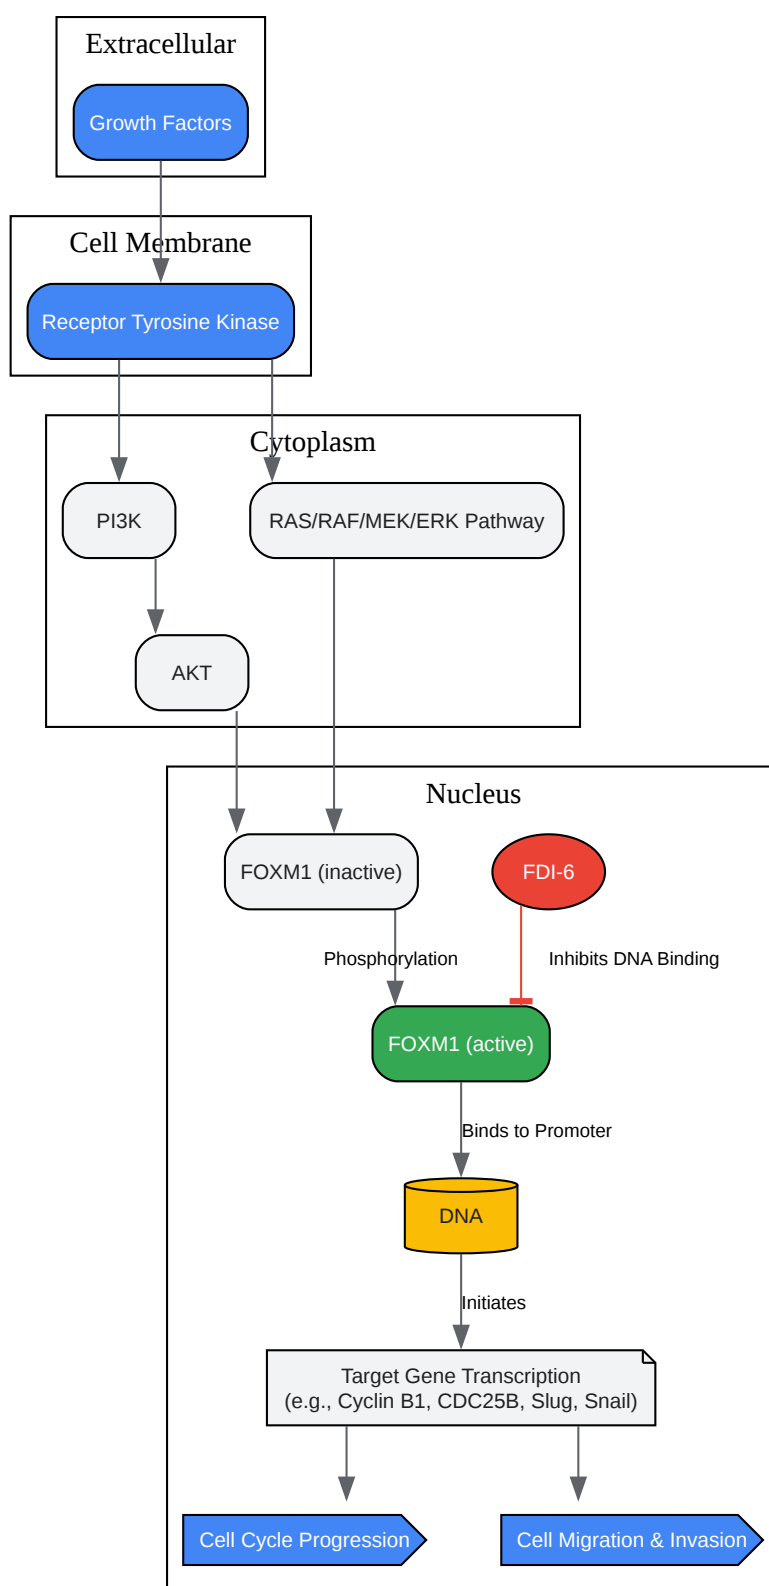 Extracellular
Growth Factors
Cell Membrane
Receptor Tyrosine Kinase
Cytoplasm
PI3K
RAS/RAF/MEK/ERK Pathway
AKT
Nucleus
FOXM1 (inactive)
FDI-6
Phosphorylation
Inhibits DNA Binding
FOXM1 (active)
Binds to Promoter
DNA
Initiates
Target Gene Transcription
(e.g., Cyclin B1, CDC25B, Slug, Snail)
Cell Cycle Progression
Cell Migration & Invasion